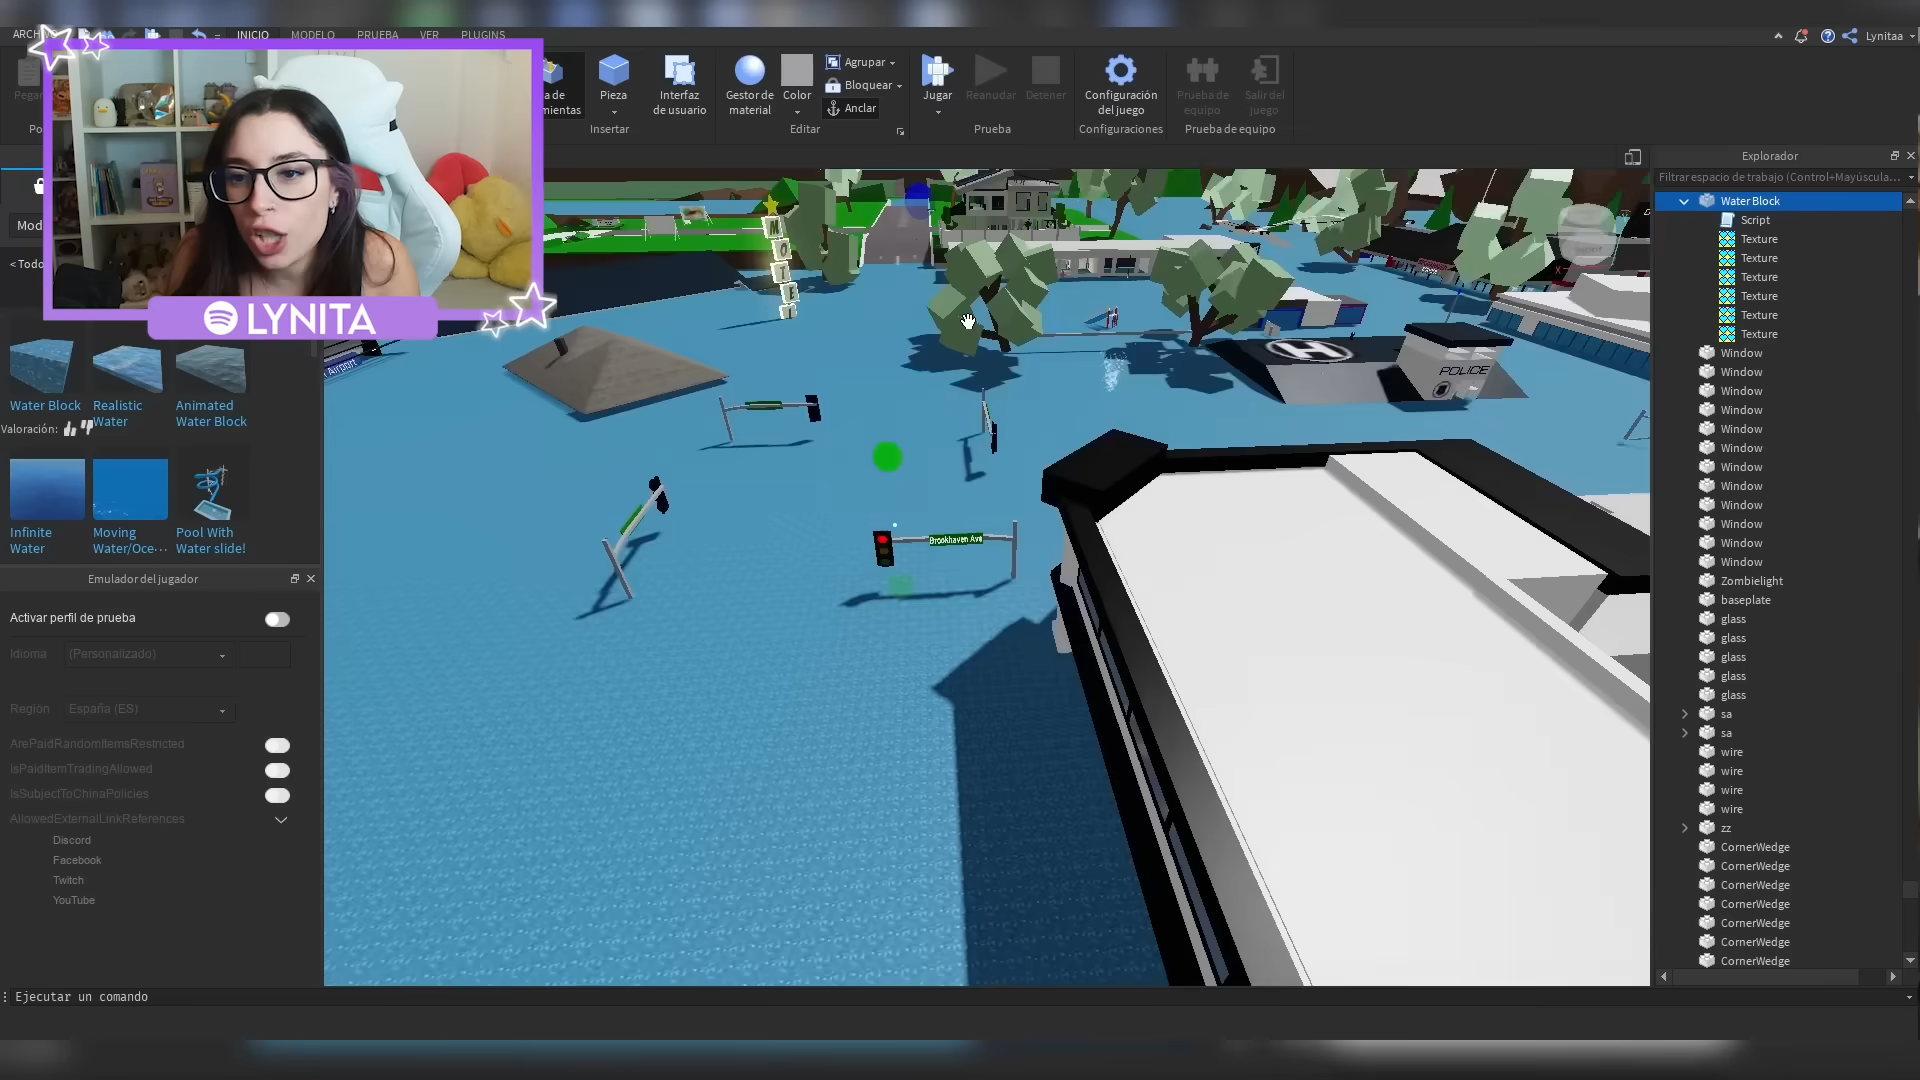 ARCHIVO
INICIO
MODELO
PRUEBA
VER
PLUGINS
Lynitaa
Pieza
Interfaz
de usuario
Insertar
Gestor de
material
Color
Agrupar
Bloquear
Anclar
Editar
Jugar
Reanudar
Detener
Prueba
Configuración
del juego
Configuraciones
Prueba de
equipo
Salir del
juego
Prueba de equipo
LYNITA
Water Block
Realistic
Water
Animated
Water Block
Valoración:
Infinite
Water
Moving
Water/Oce...
Pool With
Water slide!
Emulador del jugador
Activar perfil de prueba
Idioma
(Personalizado)
Región
España (ES)
ArePaidRandomItemsRestricted
IsPaidItemTradingAllowed
IsSubjectToChinaPolicies
AllowedExternalLinkReferences
Discord
Facebook
Twitch
YouTube
Ejecutar un comando
MOTEL
Airport
POLICE
H
Brookhaven Ave
Explorador
Filtrar espacio de trabajo (Control+Mayúscula...
Water Block
Script
Texture
Texture
Texture
Texture
Texture
Texture
Window
Window
Window
Window
Window
Window
Window
Window
Window
Window
Window
Window
Zombielight
baseplate
glass
glass
glass
glass
glass
sa
sa
wire
wire
wire
wire
zz
CornerWedge
CornerWedge
CornerWedge
CornerWedge
CornerWedge
CornerWedge
CornerWedge